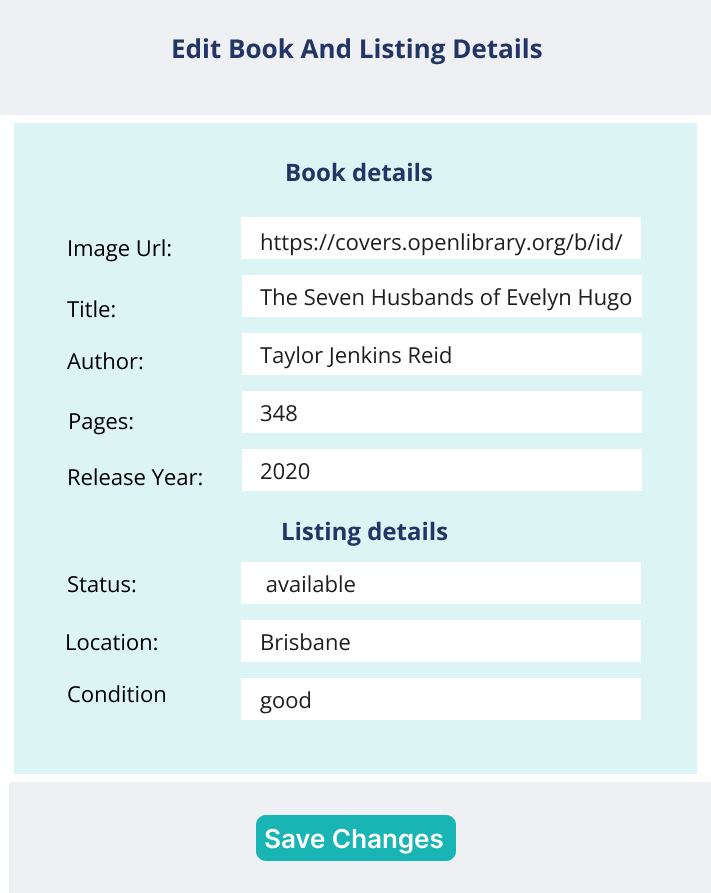 Edit Book And Listing Details
Book details
Image Url: https://covers.openlibrary.org/b/id/
Title: The Seven Husbands of Evelyn Hugo
Author: Taylor Jenkins Reid
Pages: 348
Release Year: 2020
Listing details
Status: available
Location: Brisbane
Condition good
Save Changes